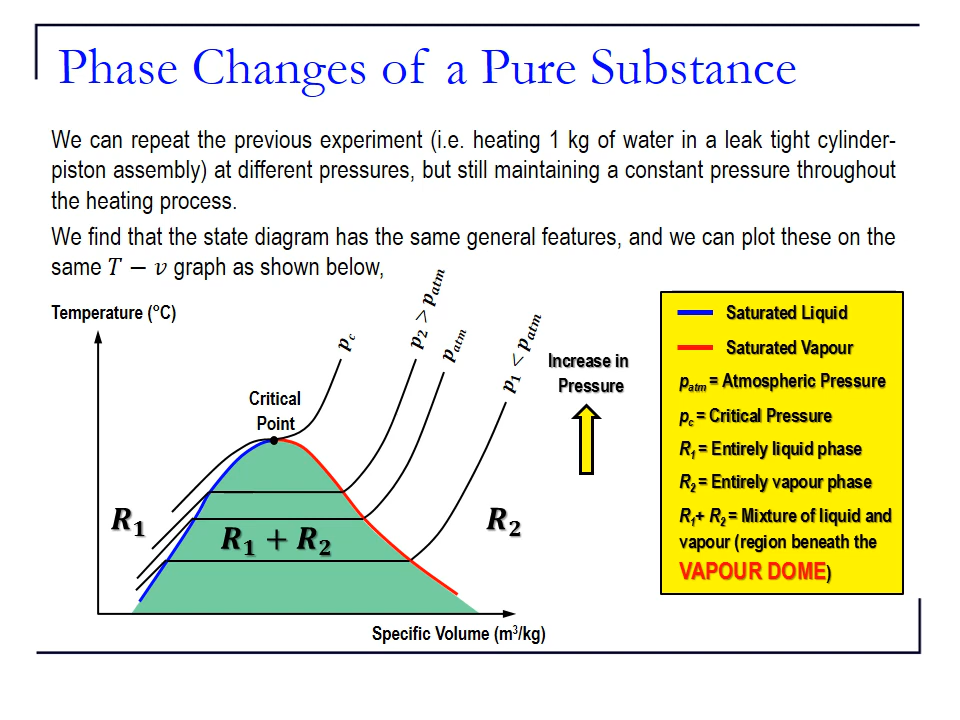 Phase Changes of a Pure Substance
We can repeat the previous experiment (i.e. heating 1 kg of water in a leak tight cylinder-
piston assembly) at different pressures, but still maintaining a constant pressure throughout
the heating process.
We find that the state diagram has the same general features, and we can plot these on the
same T − v graph as shown below,
Temperature (°C)
p_c
p_2 > p_atm
p_atm
p_1 < p_atm
Increase in
Pressure
Critical
Point
R_1
R_1 + R_2
R_2
Specific Volume (m³/kg)
Saturated Liquid
Saturated Vapour
p_atm = Atmospheric Pressure
p_c = Critical Pressure
R_1 = Entirely liquid phase
R_2 = Entirely vapour phase
R_1+ R_2 = Mixture of liquid and
vapour (region beneath the
VAPOUR DOME)